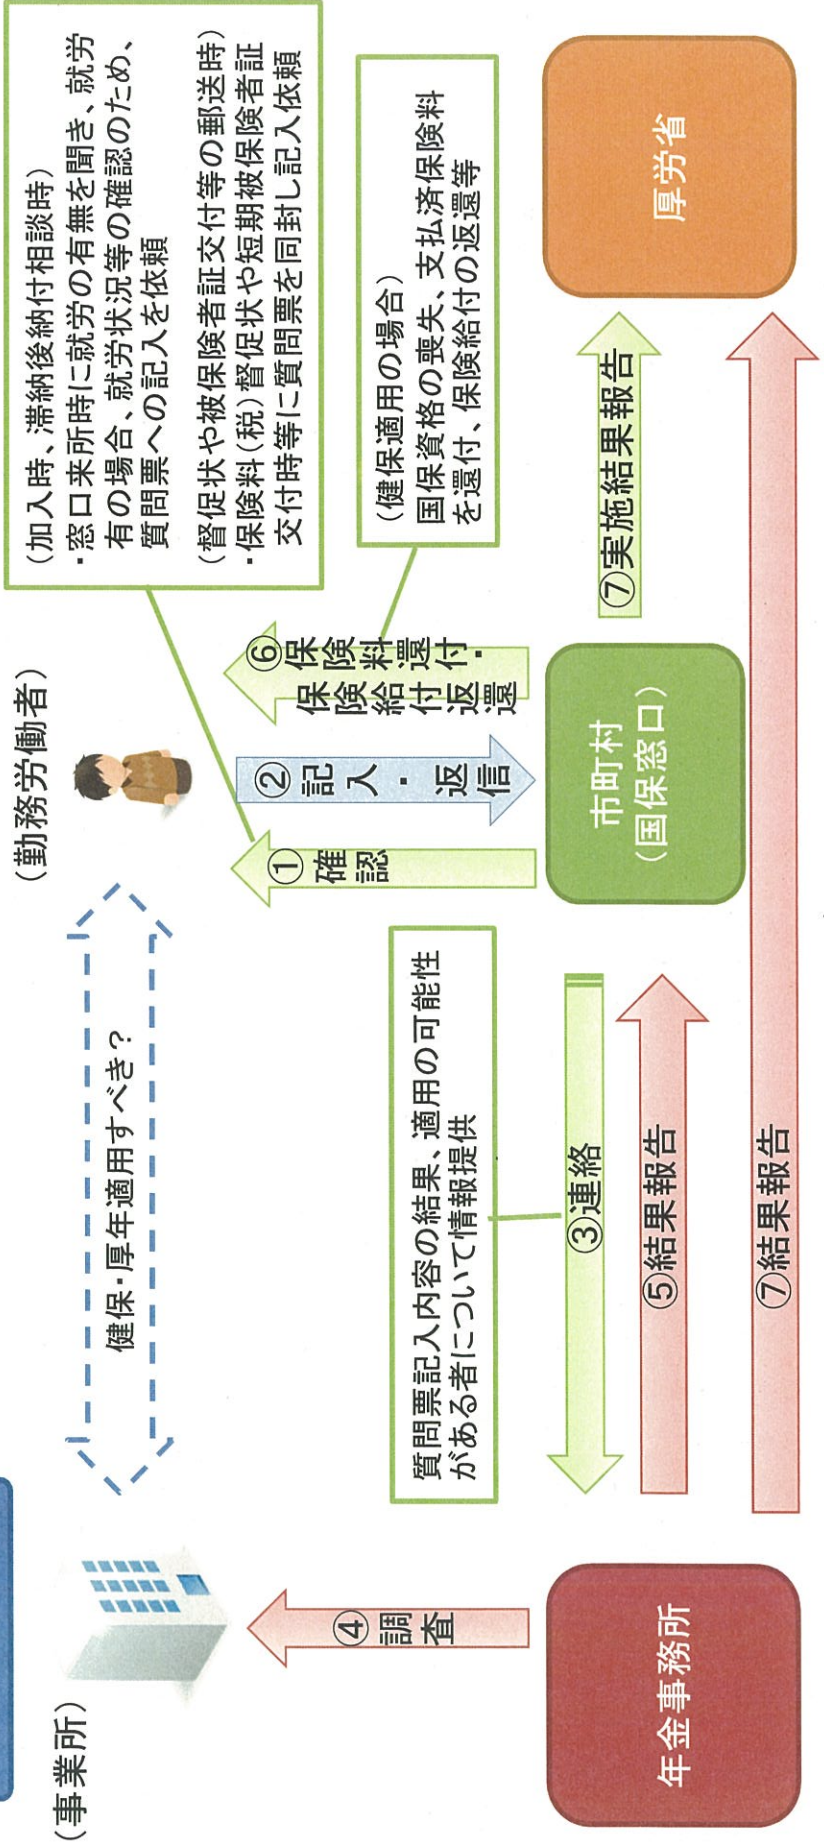 (事業所)
健保・厚年適用すべき？
(勤務労働者)
(加入時、滞納後納付相談時)
・窓口来所時に就労の有無を聞き、就労
有の場合、就労状況等の確認のため、
質問票への記入を依頼
(督促状や被保険者証交付等の郵送時)
・保険料(税)督促状や短期被保険者証
交付時等に質問票を同封し記入依頼
④調査
①確認
②記入・返信
⑥保険料還付・
保険給付返還
(健保適用の場合)
国保資格の喪失、支払済保険料
を還付、保険給付の返還等
質問票記入内容の結果、適用の可能性
がある者について情報提供
③連絡
⑤結果報告
⑦実施結果報告
⑦結果報告
年金事務所
市町村
(国保窓口)
厚労省